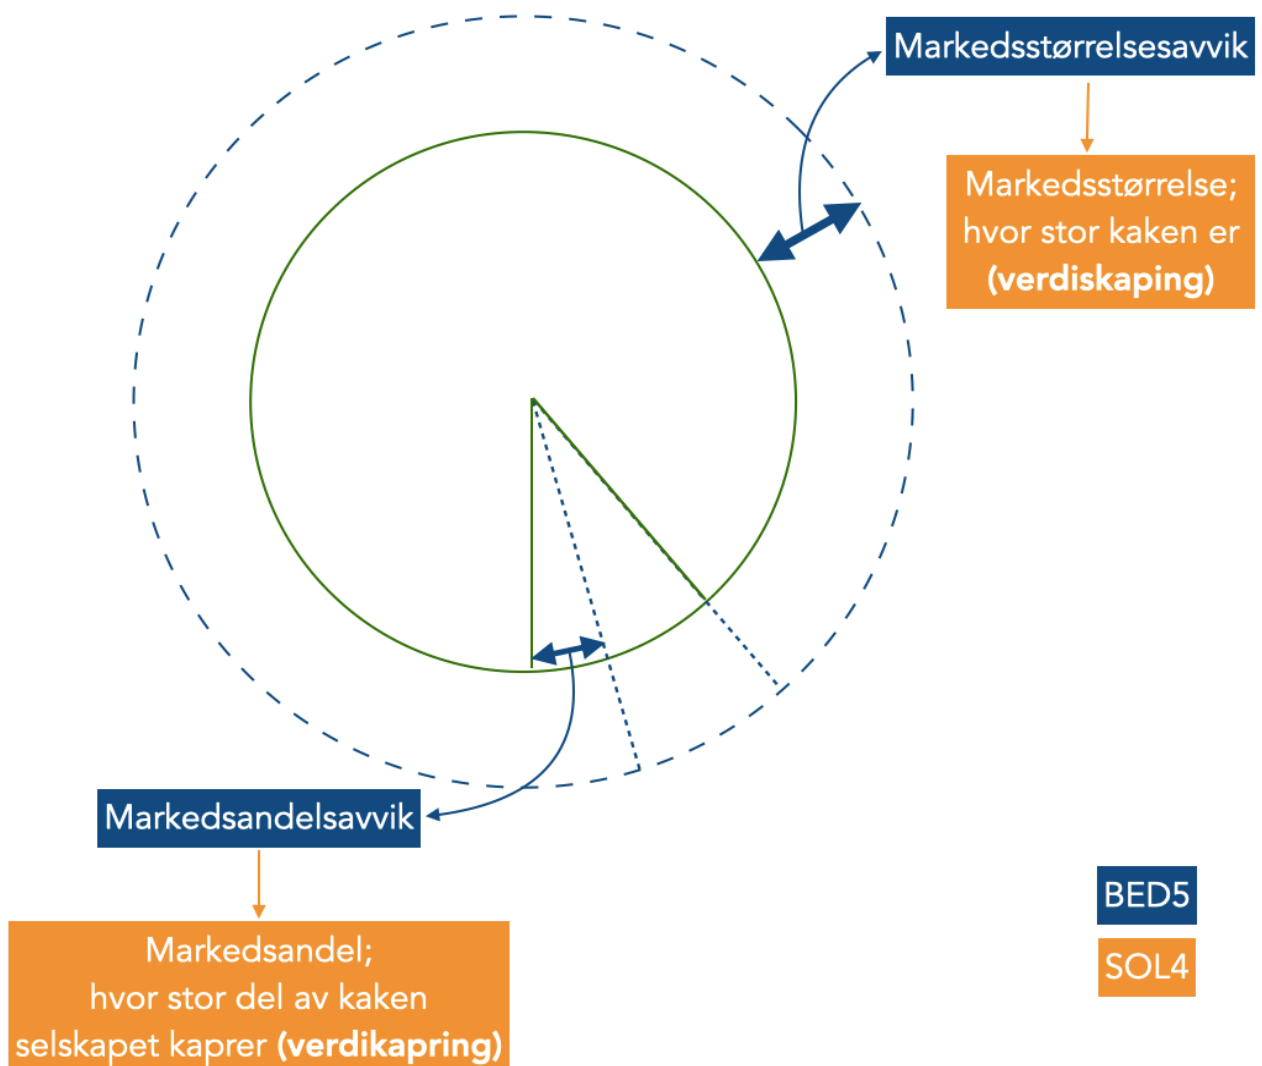 Markedsstørrelsesavvik
Markedsstørrelse;
hvor stor kaken er
(verdiskaping)
Markedsandelsavvik
Markedsandel;
hvor stor del av kaken
selskapet kaprer (verdikapring)
BED5
SOL4